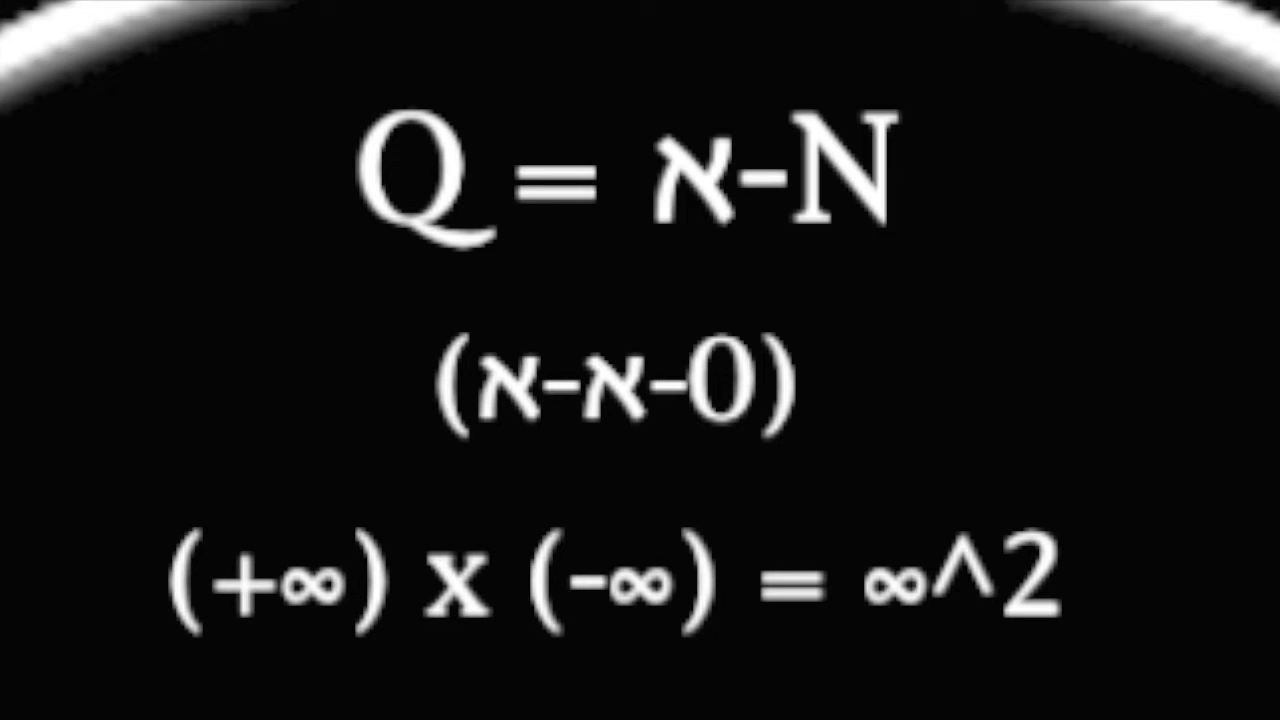 Q = א-N
(א-א-0)
(+∞) x (-∞) = ∞^2